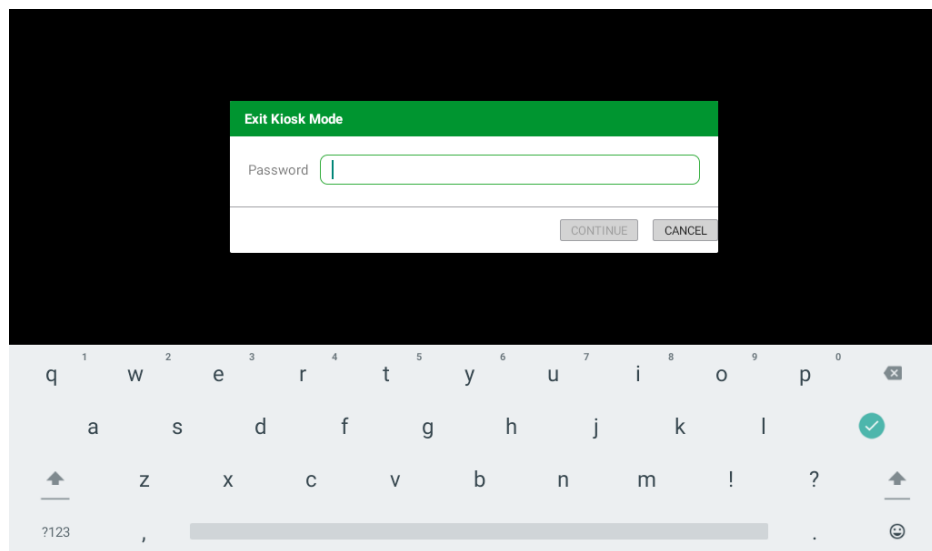 Exit Kiosk Mode
Password
CONTINUE CANCEL
1 2 3 4 5 6 7 8 9 0
q w e r t y u i o p
a s d f g h j k l
z x c v b n m ! ?
?123 , .